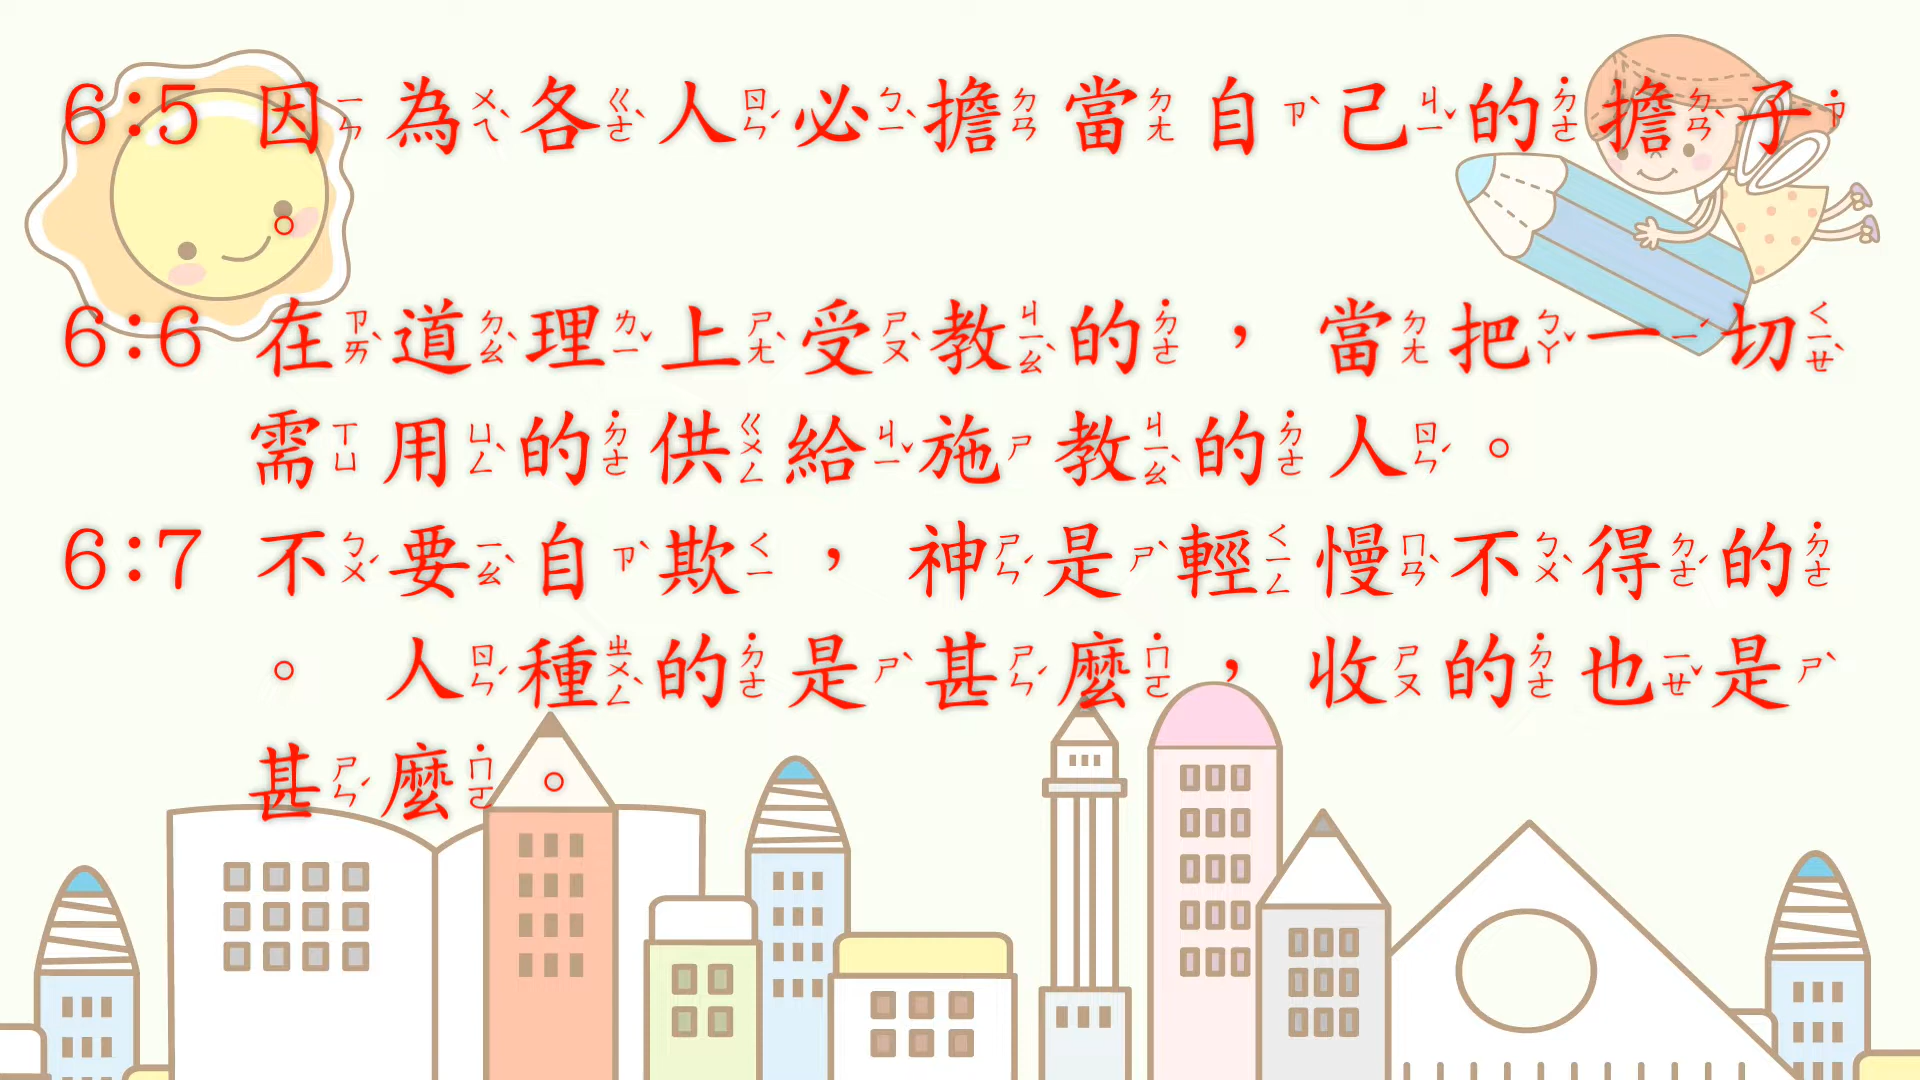 6:5 因為各人必擔當自己的擔子
。
6:6 在道理上受教的，當把一切
需用的供給施教的人。
6:7 不要自欺，神是輕慢不得的
。人種的是甚麼，收的也是
甚麼。